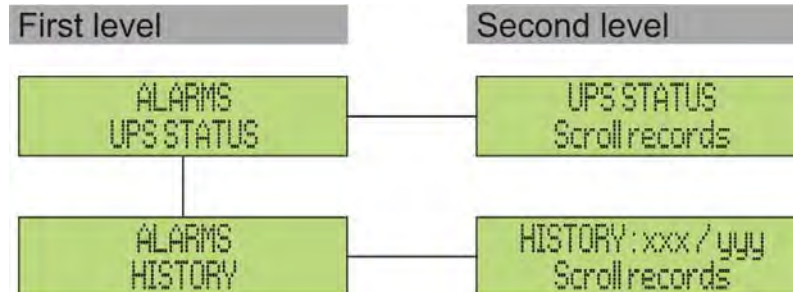 First level
Second level
ALARMS
UPS STATUS
UPS STATUS
Scroll records
ALARMS
HISTORY
HISTORY:xxx/yyy
Scroll records